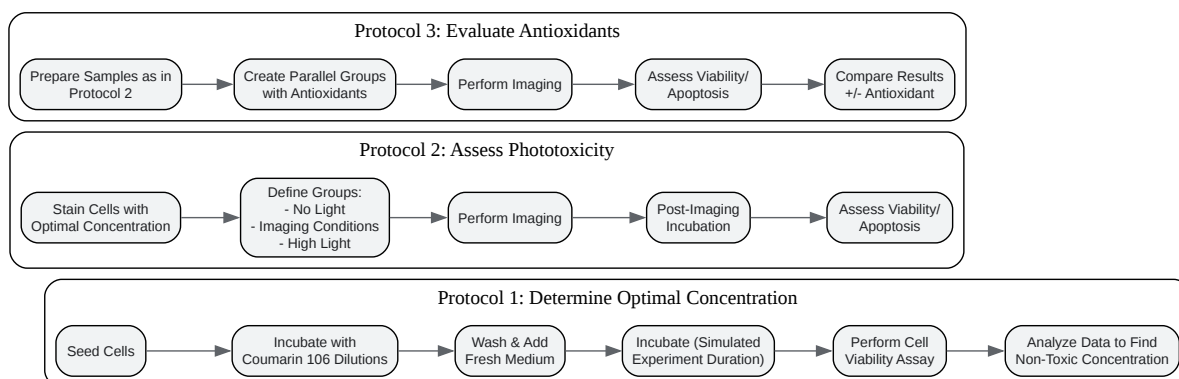 Protocol 3: Evaluate Antioxidants
Prepare Samples as in
Protocol 2
Create Parallel Groups
with Antioxidants
Perform Imaging
Assess Viability/
Apoptosis
Compare Results
+/- Antioxidant
Protocol 2: Assess Phototoxicity
Stain Cells with
Optimal Concentration
Define Groups:
- No Light
- Imaging Conditions
- High Light
Perform Imaging
Post-Imaging
Incubation
Assess Viability/
Apoptosis
Protocol 1: Determine Optimal Concentration
Seed Cells
Incubate with
Coumarin 106 Dilutions
Wash & Add
Fresh Medium
Incubate (Simulated
Experiment Duration)
Perform Cell
Viability Assay
Analyze Data to Find
Non-Toxic Concentration